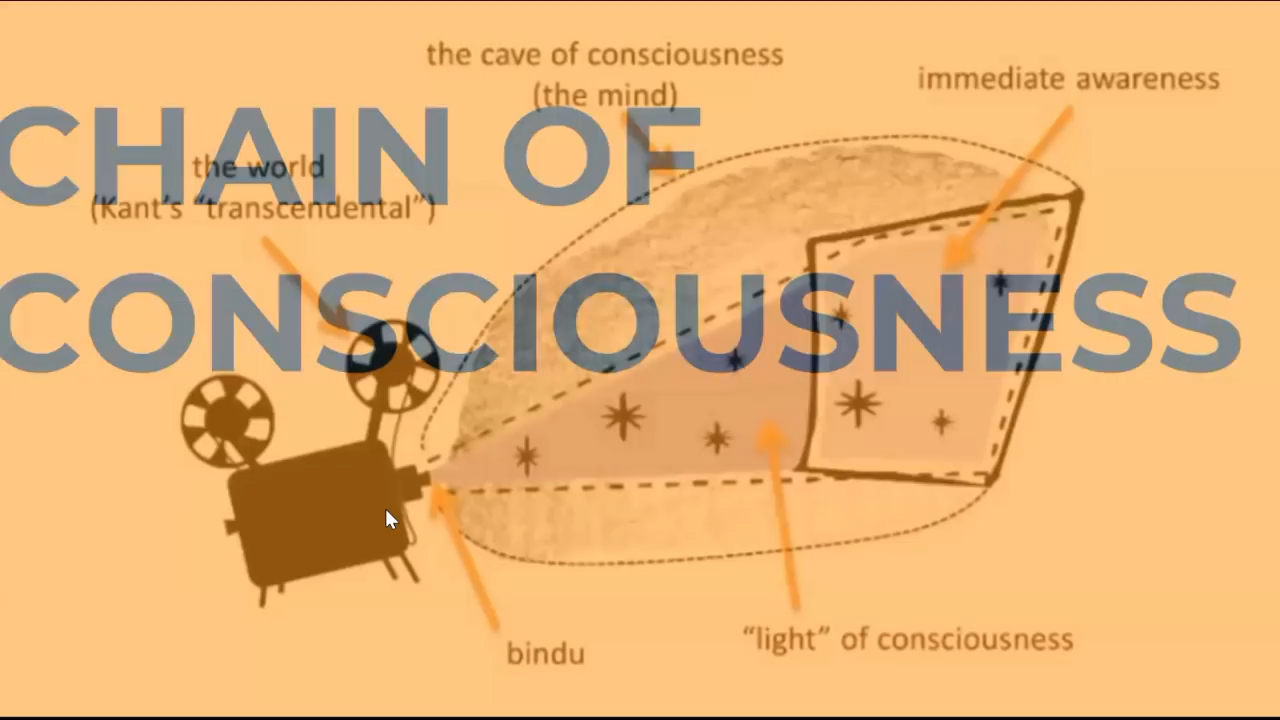 the cave of consciousness
(the mind)
immediate awareness
CHAIN OF
the world
(Kant's "transcendental")
CONSCIOUSNESS
"light" of consciousness
bindu